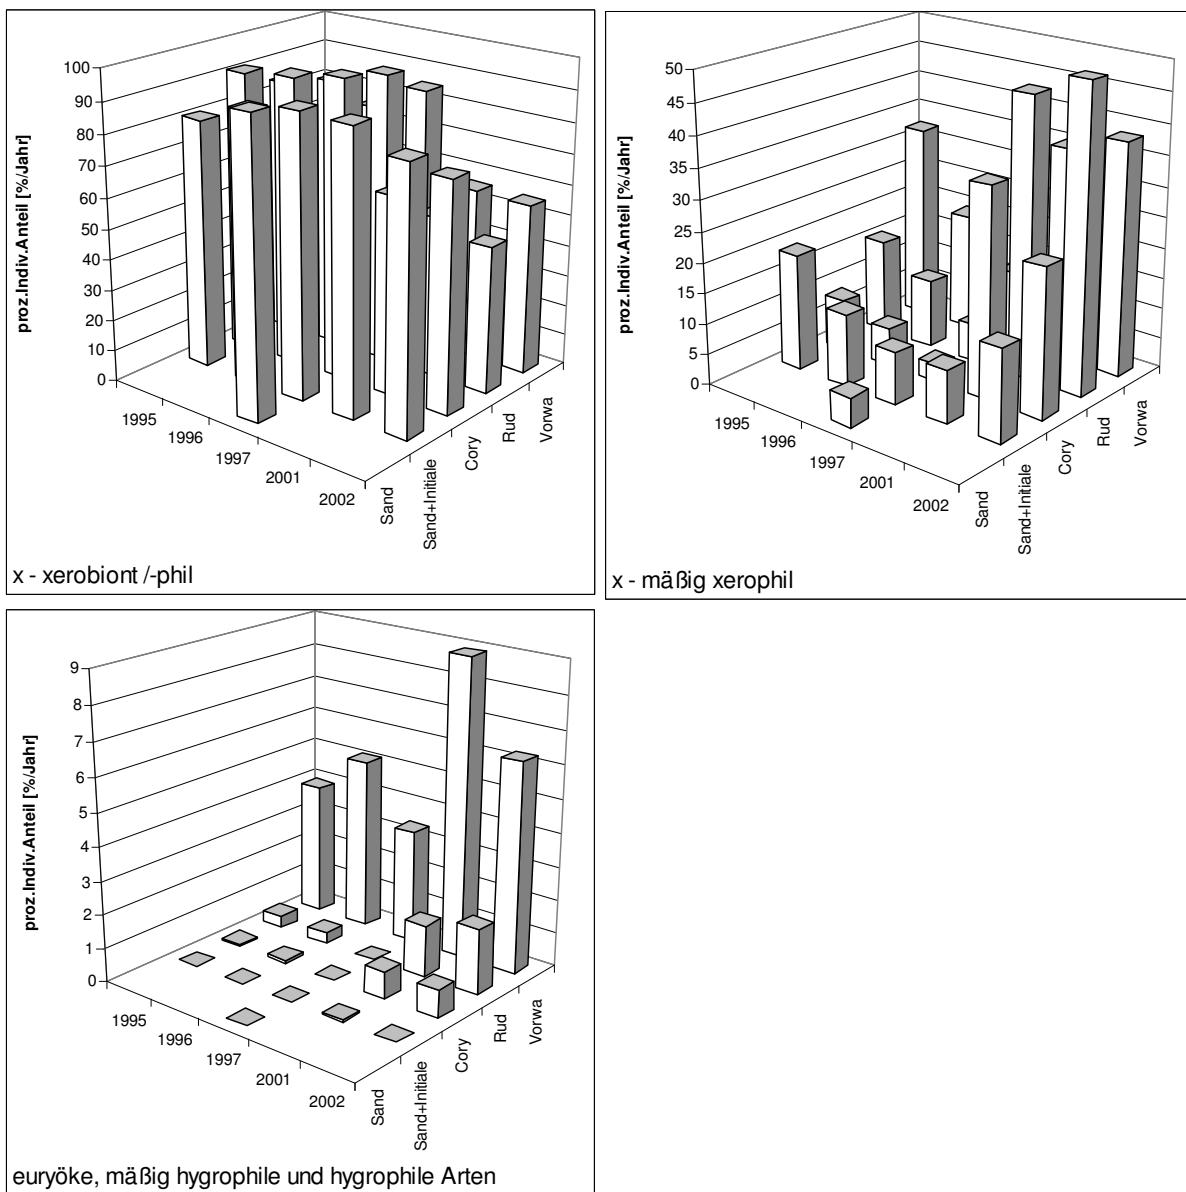 100
90
80
70
60
50
40
30
20
10
0
proz.Indiv.Anteil [%/Jahr]
1995
1996
1997
2001
2002
Sand
Sand+Initiale
Cory
Rud
Vorwa
x - xerobiont /-phil
50
45
40
35
30
25
20
15
10
5
0
proz.Indiv.Anteil [%/Jahr]
1995
1996
1997
2001
2002
Sand
Sand+Initiale
Cory
Rud
Vorwa
x - mäßig xerophil
9
8
7
6
5
4
3
2
1
0
proz.Indiv.Anteil [%/Jahr]
1995
1996
1997
2001
2002
Sand
Sand+Initiale
Cory
Rud
Vorwa
euryöke, mäßig hygrophile und hygrophile Arten